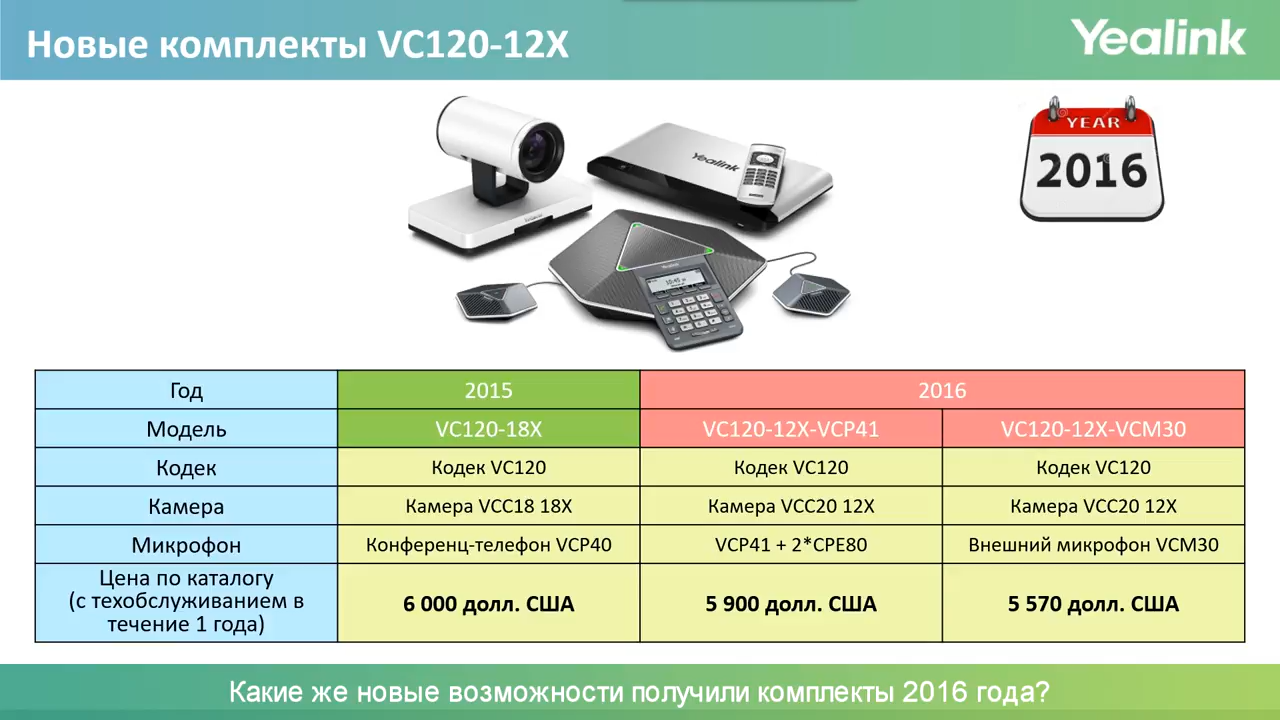 Новые комплекты VC120-12X
Yealink
YEAR
2016
Yealink
Yealink
Год
2015
2016
Модель
VC120-18X
VC120-12X-VCP41
VC120-12X-VCM30
Кодек
Кодек VC120
Кодек VC120
Кодек VC120
Камера
Камера VCC18 18X
Камера VCC20 12X
Камера VCC20 12X
Микрофон
Конференц-телефон VCP40
VCP41 + 2*CPE80
Внешний микрофон VCM30
Цена по каталогу
(с техобслуживанием в
течение 1 года)
6 000 долл. США
5 900 долл. США
5 570 долл. США
Какие же новые возможности получили комплекты 2016 года?